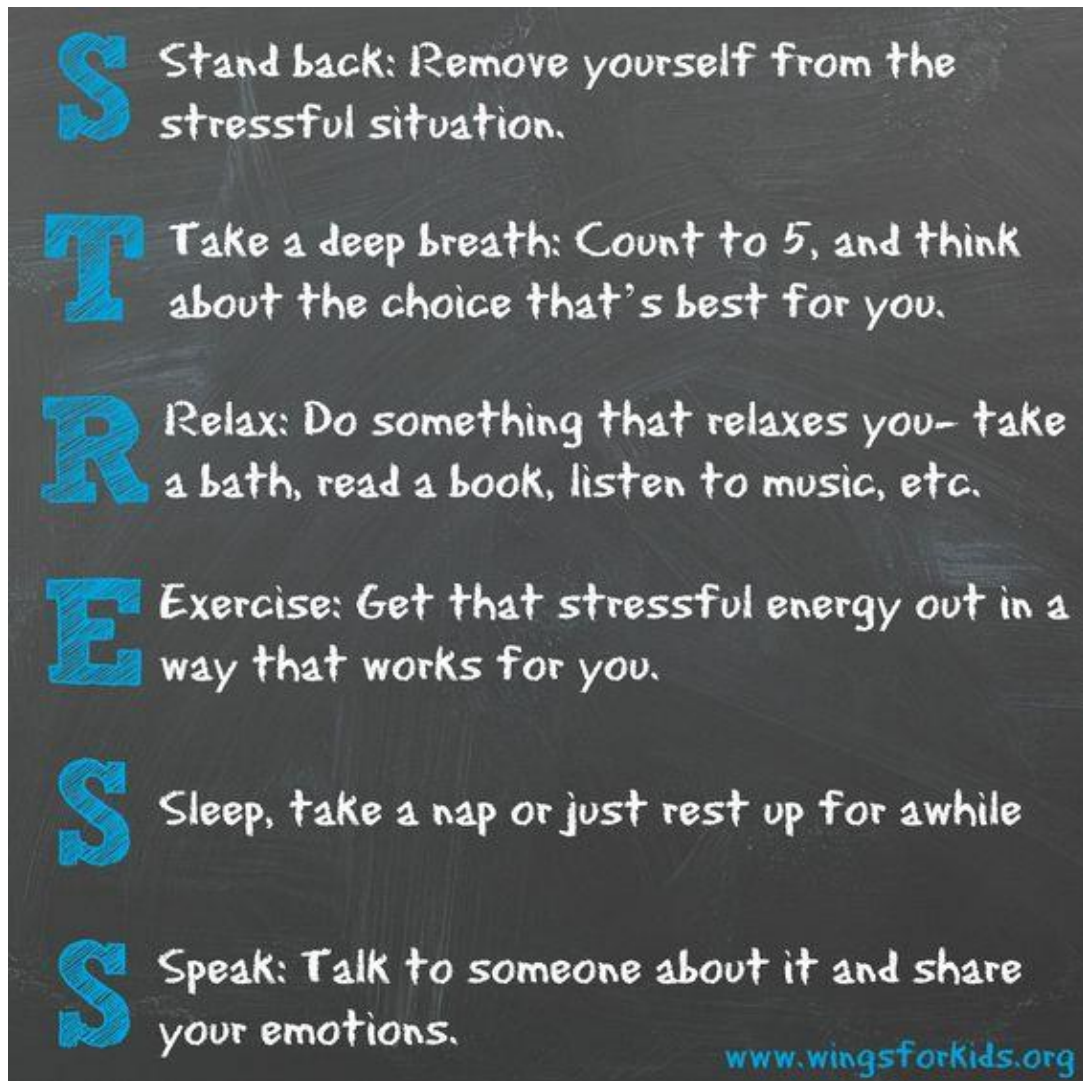 S Stand back: Remove yourself from the
stressful situation.
T Take a deep breath: Count to 5, and think
about the choice that's best for you.
R Relax: Do something that relaxes you- take
a bath, read a book, listen to music, etc.
E Exercise: Get that stressful energy out in a
way that works for you.
S Sleep, take a nap or just rest up for awhile
S Speak: Talk to someone about it and share
your emotions.
www.wingsforkids.org